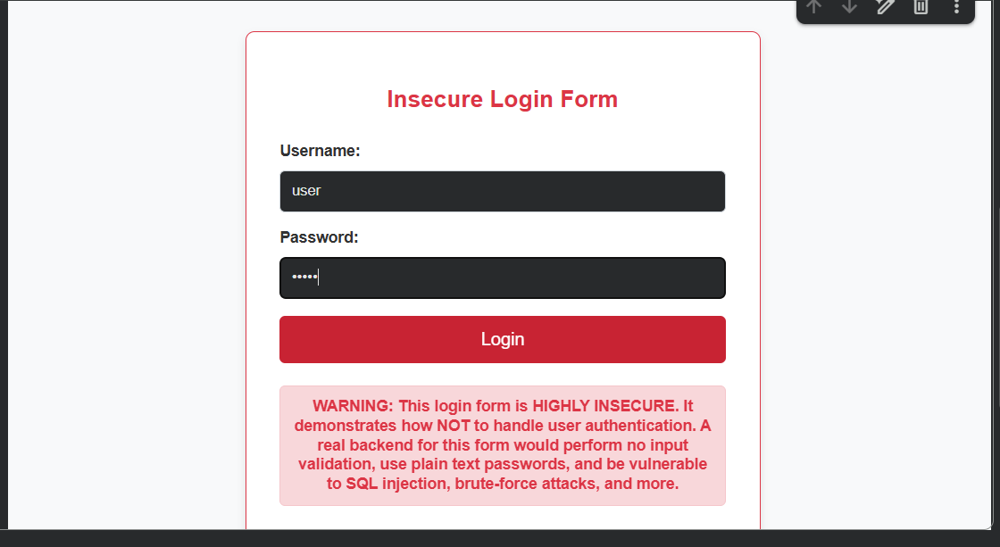 Insecure Login Form
Username:
user
Password:
•••••
Login
WARNING: This login form is HIGHLY INSECURE. It
demonstrates how NOT to handle user authentication. A
real backend for this form would perform no input
validation, use plain text passwords, and be vulnerable
to SQL injection, brute-force attacks, and more.